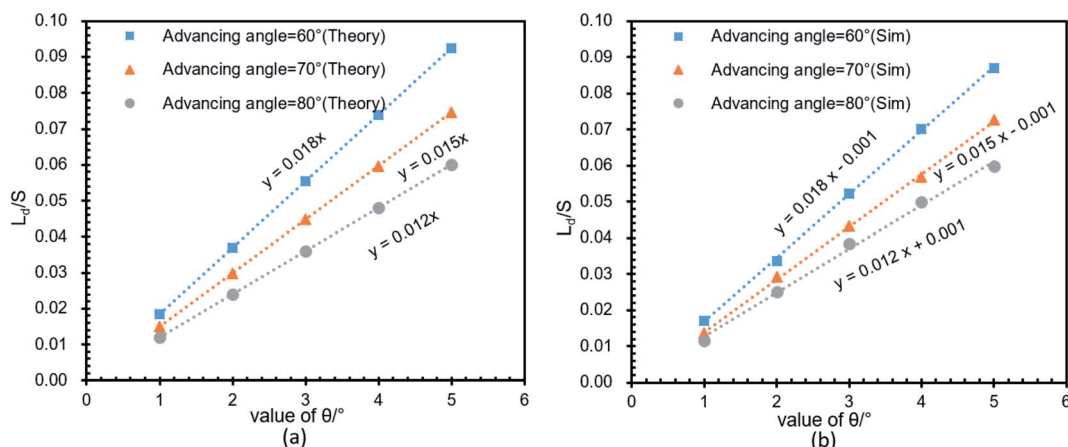 0.10
0.09
0.08
0.07
0.06
0.05
0.04
0.03
0.02
0.01
0.00
L_d/S
Advancing angle=60°(Theory)
Advancing angle=70°(Theory)
Advancing angle=80°(Theory)
y = 0.018x
y = 0.015x
y = 0.012x
0 1 2 3 4 5 6
value of θ/°
(a)
0.10
0.09
0.08
0.07
0.06
0.05
0.04
0.03
0.02
0.01
0.00
L_d/S
Advancing angle=60°(Sim)
Advancing angle=70°(Sim)
Advancing angle=80°(Sim)
y = 0.018 x - 0.001
y = 0.015 x - 0.001
y = 0.012 x + 0.001
0 1 2 3 4 5 6
value of θ/°
(b)